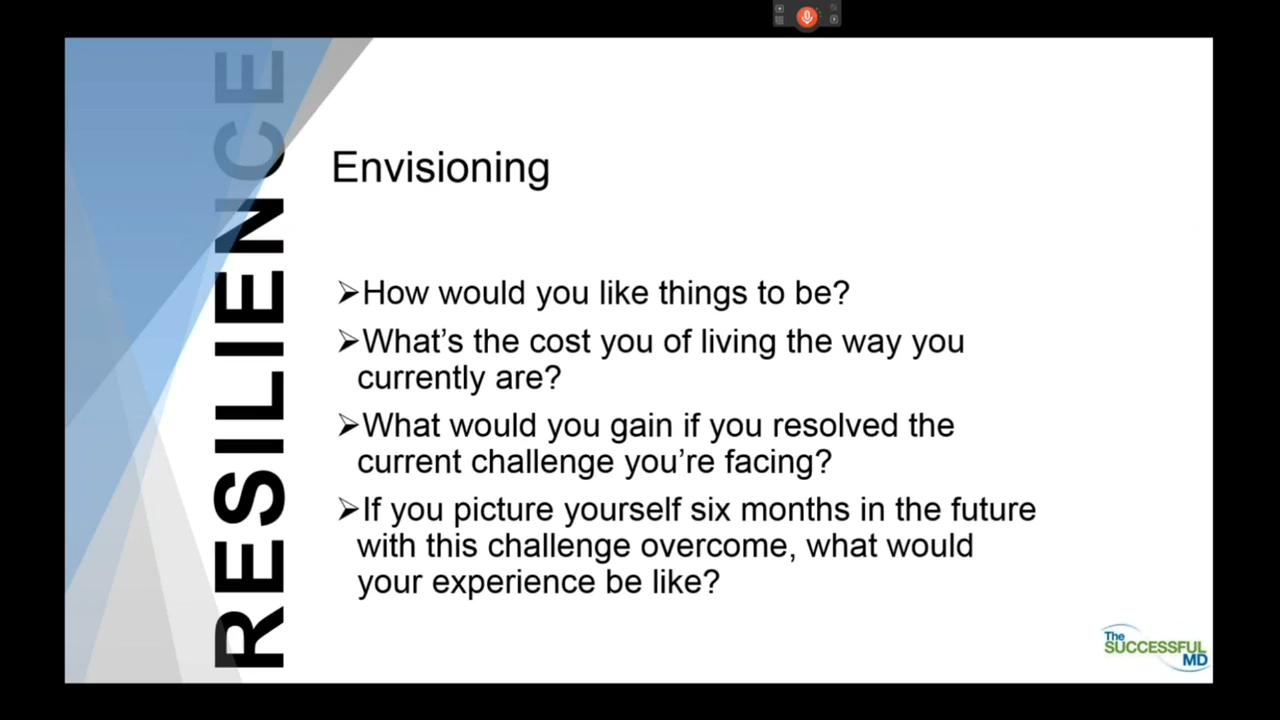 RESILIENCE
Envisioning
➢How would you like things to be?
➢What’s the cost you of living the way you
currently are?
➢What would you gain if you resolved the
current challenge you’re facing?
➢If you picture yourself six months in the future
with this challenge overcome, what would
your experience be like?
The
SUCCESSFUL
MD